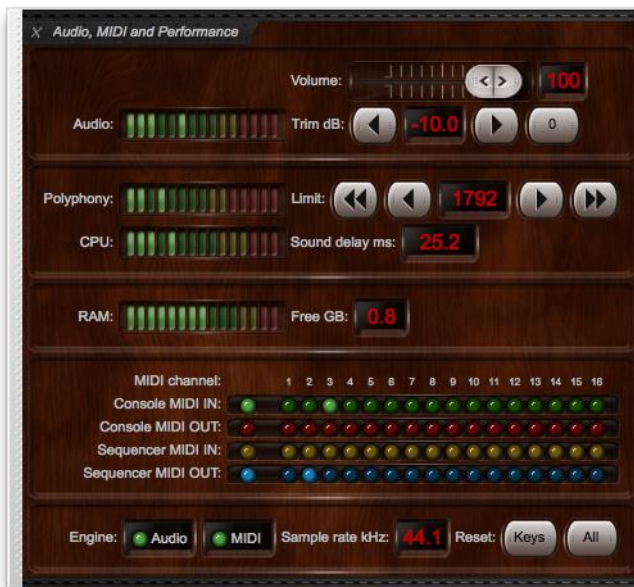 X Audio, MIDI and Performance
Volume: < > 100
Audio: Trim dB: -10.0 0
Polyphony: Limit: 1792
CPU: Sound delay ms: 25.2
RAM: Free GB: 0.8
MIDI channel: 1 2 3 4 5 6 7 8 9 10 11 12 13 14 15 16
Console MIDI IN:
Console MIDI OUT:
Sequencer MIDI IN:
Sequencer MIDI OUT:
Engine: Audio MIDI Sample rate kHz: 44.1 Reset: Keys All